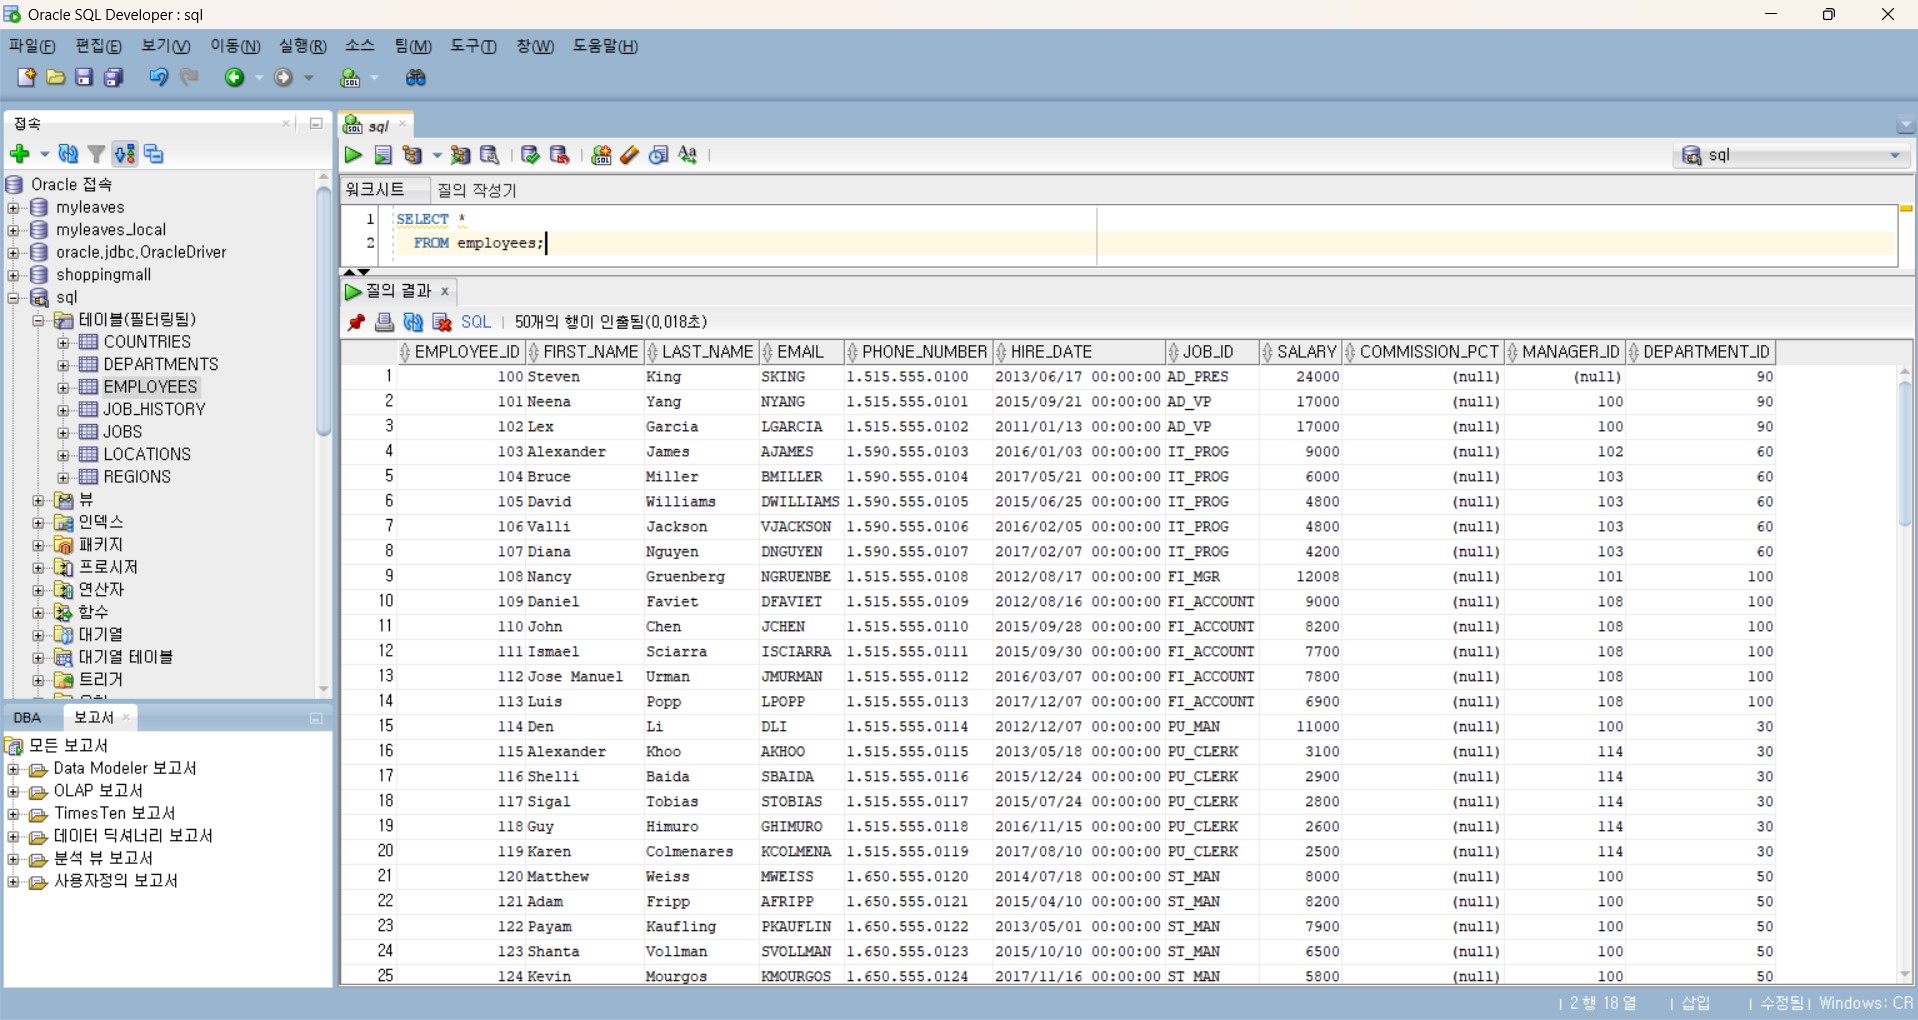 Oracle SQL Developer : sql
파일(F) 편집(E) 보기(V) 이동(N) 실행(R) 소스 팀(M) 도구(T) 창(W) 도움말(H)
접속
Oracle 접속
myleaves
myleaves_local
oracle.jdbc.OracleDriver
shoppingmall
sql
테이블(필터링됨)
COUNTRIES
DEPARTMENTS
EMPLOYEES
JOB_HISTORY
JOBS
LOCATIONS
REGIONS
뷰
인덱스
패키지
프로시저
연산자
함수
대기열
대기열 테이블
트리거
DBA 보고서
모든 보고서
Data Modeler 보고서
OLAP 보고서
TimesTen 보고서
데이터 딕셔너리 보고서
분석 뷰 보고서
사용자정의 보고서
sql
sql
워크시트 질의 작성기
1 SELECT *
2 FROM employees;
질의 결과
SQL | 50개의 행이 인출됨(0,018초)
EMPLOYEE_ID FIRST_NAME LAST_NAME EMAIL PHONE_NUMBER HIRE_DATE JOB_ID SALARY COMMISSION_PCT MANAGER_ID DEPARTMENT_ID
1 100 Steven King SKING 1.515.555.0100 2013/06/17 00:00:00 AD_PRES 24000 (null) (null) 90
2 101 Neena Yang NYANG 1.515.555.0101 2015/09/21 00:00:00 AD_VP 17000 (null) 100 90
3 102 Lex Garcia LGARCIA 1.515.555.0102 2011/01/13 00:00:00 AD_VP 17000 (null) 100 90
4 103 Alexander James AJAMES 1.590.555.0103 2016/01/03 00:00:00 IT_PROG 9000 (null) 102 60
5 104 Bruce Miller BMILLER 1.590.555.0104 2017/05/21 00:00:00 IT_PROG 6000 (null) 103 60
6 105 David Williams DWILLIAMS 1.590.555.0105 2015/06/25 00:00:00 IT_PROG 4800 (null) 103 60
7 106 Valli Jackson VJACKSON 1.590.555.0106 2016/02/05 00:00:00 IT_PROG 4800 (null) 103 60
8 107 Diana Nguyen DNGUYEN 1.590.555.0107 2017/02/07 00:00:00 IT_PROG 4200 (null) 103 60
9 108 Nancy Gruenberg NGRUENBE 1.515.555.0108 2012/08/17 00:00:00 FI_MGR 12008 (null) 101 100
10 109 Daniel Faviet DFAVIET 1.515.555.0109 2012/08/16 00:00:00 FI_ACCOUNT 9000 (null) 108 100
11 110 John Chen JCHEN 1.515.555.0110 2015/09/28 00:00:00 FI_ACCOUNT 8200 (null) 108 100
12 111 Ismael Sciarra ISCIARRA 1.515.555.0111 2015/09/30 00:00:00 FI_ACCOUNT 7700 (null) 108 100
13 112 Jose Manuel Urman JMURMAN 1.515.555.0112 2016/03/07 00:00:00 FI_ACCOUNT 7800 (null) 108 100
14 113 Luis Popp LPOPP 1.515.555.0113 2017/12/07 00:00:00 FI_ACCOUNT 6900 (null) 108 100
15 114 Den Li DLI 1.515.555.0114 2012/12/07 00:00:00 PU_MAN 11000 (null) 100 30
16 115 Alexander Khoo AKHOO 1.515.555.0115 2013/05/18 00:00:00 PU_CLERK 3100 (null) 114 30
17 116 Shelli Baida SBAIDA 1.515.555.0116 2015/12/24 00:00:00 PU_CLERK 2900 (null) 114 30
18 117 Sigal Tobias STOBIAS 1.515.555.0117 2015/07/24 00:00:00 PU_CLERK 2800 (null) 114 30
19 118 Guy Himuro GHIMURO 1.515.555.0118 2016/11/15 00:00:00 PU_CLERK 2600 (null) 114 30
20 119 Karen Colmenares KCOLMENA 1.515.555.0119 2017/08/10 00:00:00 PU_CLERK 2500 (null) 114 30
21 120 Matthew Weiss MWEISS 1.650.555.0120 2014/07/18 00:00:00 ST_MAN 8000 (null) 100 50
22 121 Adam Fripp AFRIPP 1.650.555.0121 2015/04/10 00:00:00 ST_MAN 8200 (null) 100 50
23 122 Payam Kaufling PKAUFLIN 1.650.555.0122 2013/05/01 00:00:00 ST_MAN 7900 (null) 100 50
24 123 Shanta Vollman SVOLLMAN 1.650.555.0123 2015/10/10 00:00:00 ST_MAN 6500 (null) 100 50
25 124 Kevin Mourgos KMOURGOS 1.650.555.0124 2017/11/16 00:00:00 ST_MAN 5800 (null) 100 50
| 2 행 18 열 | 삽입 | 수정됨 | Windows: CR